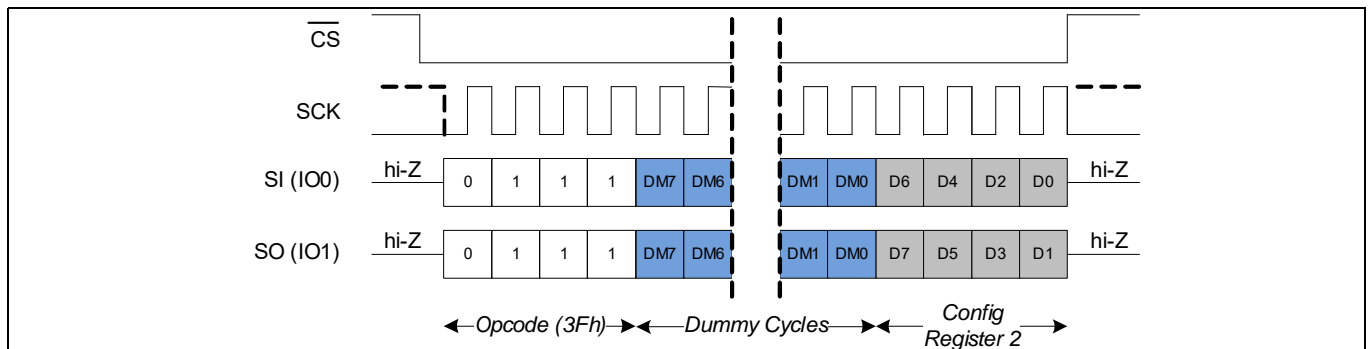 CS
SCK
hi-Z 0 1 1 1 DM7 DM6 DM1 DM0 D6 D4 D2 D0 hi-Z
SI (IO0)
hi-Z 0 1 1 1 DM7 DM6 DM1 DM0 D7 D5 D3 D1 hi-Z
SO (IO1)
Opcode (3Fh) Dummy Cycles Config
Register 2